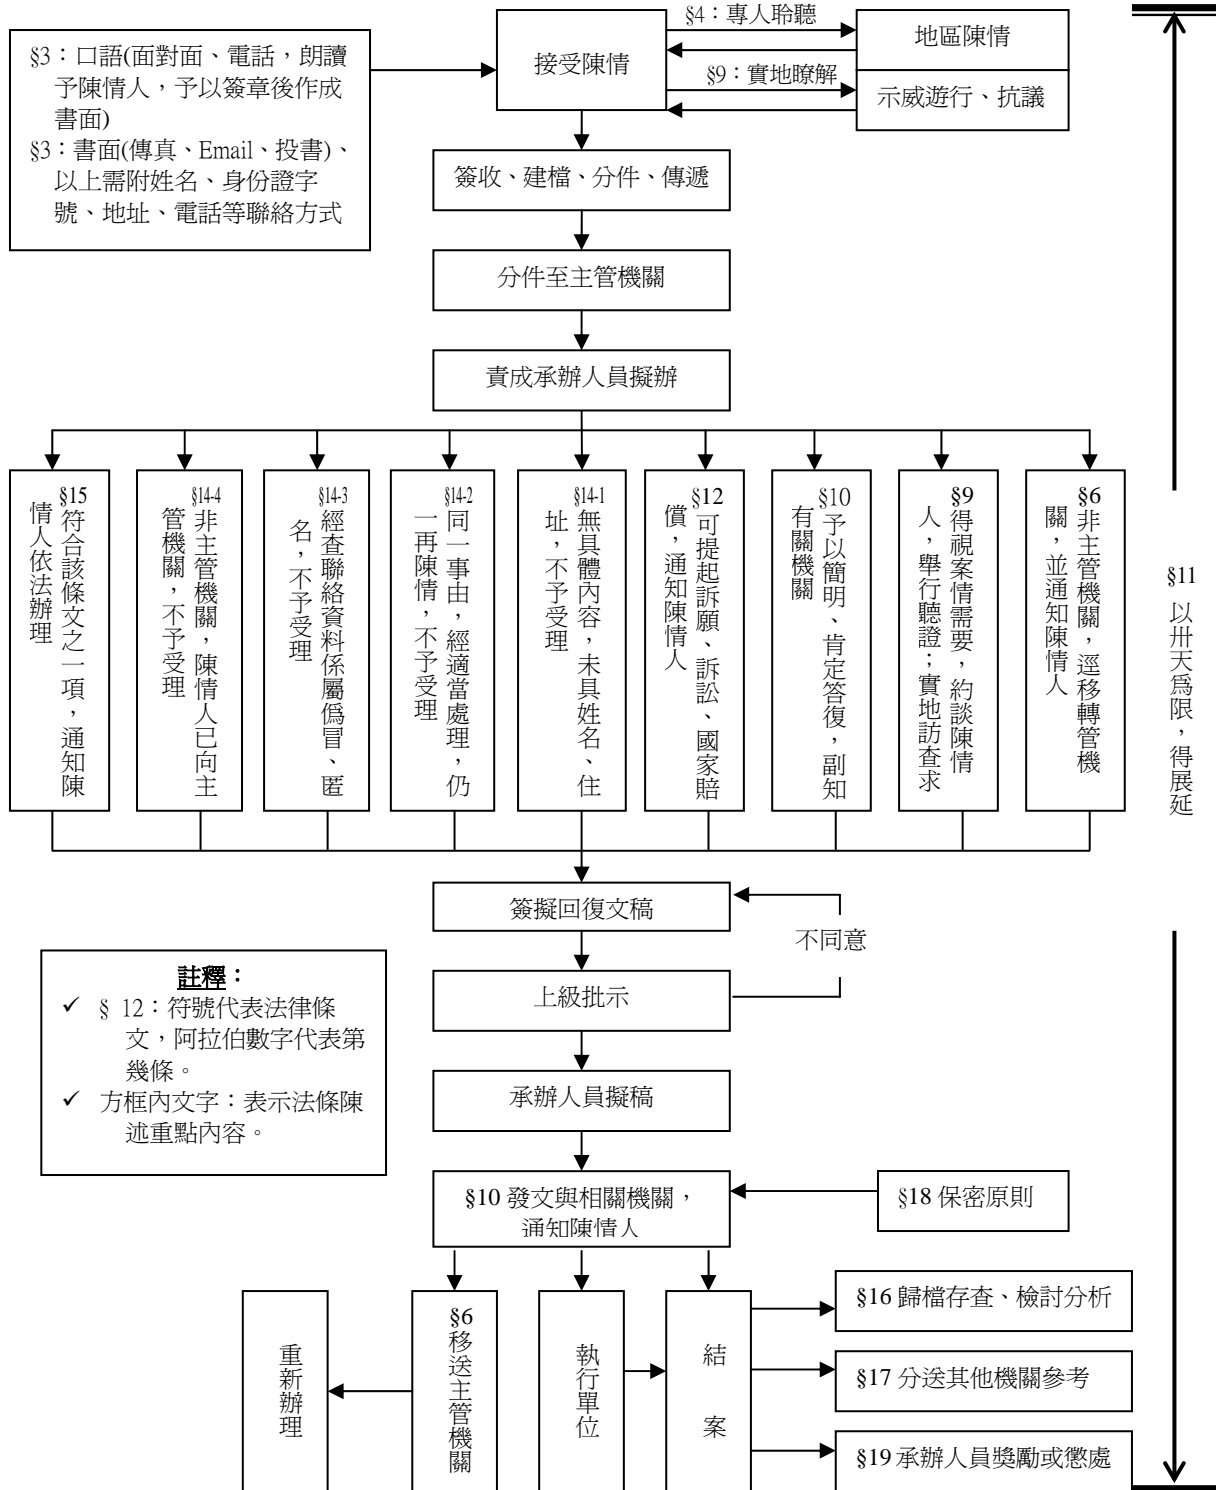 §4：專人聆聽
地區陳情
接受陳情
§9：實地瞭解
示威遊行、抗議
§3：口語(面對面、電話，朗讀
予陳情人，予以簽章後作成
書面)
§3：書面(傳真、Email、投書)、
以上需附姓名、身份證字
號、地址、電話等聯絡方式
簽收、建檔、分件、傳遞
分件至主管機關
責成承辦人員擬辦
§15
符合該條文之一項，通知陳
情人依法辦理
§14-4
非主管機關，陳情人已向主
管機關，不予受理
§14-3
經查聯絡資料係屬偽冒、匿
名，不予受理
§14-2
同一事由，經適當處理，仍
一再陳情，不予受理
§14-1
無具體內容，未具姓名、住
址，不予受理
§12
可提起訴願、訴訟、國家賠
償，通知陳情人
§10
予以簡明、肯定答復，副知
有關機關
§9
得視案情需要，約談陳情
人，舉行聽證；實地訪查求
§6
非主管機關，逕移轉管機
關，並通知陳情人
§11
以卅天為限，得展延
簽擬回復文稿
不同意
上級批示
註釋：
✓ § 12：符號代表法律條
文，阿拉伯數字代表第
幾條。
✓ 方框內文字：表示法條陳
述重點內容。
承辦人員擬稿
§10 發文與相關機關，
通知陳情人
§18 保密原則
重新辦理
§6
移送主管機關
執行單位
結案
§16 歸檔存查、檢討分析
§17 分送其他機關參考
§19 承辦人員獎勵或懲處